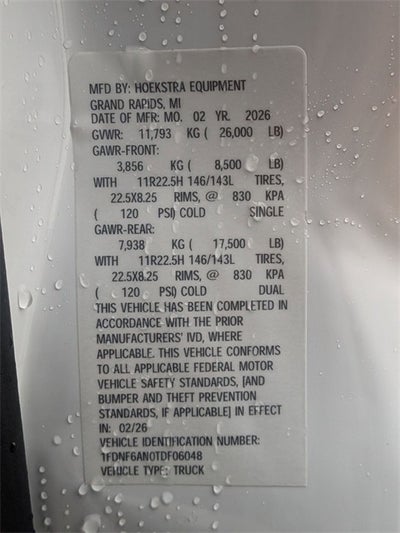 MFD BY: HOEKSTRA EQUIPMENT
GRAND RAPIDS, MI
DATE OF MFR: MO. 02 YR. 2026
GVWR: 11,793 KG ( 26,000 LB)
GAWR-FRONT:
3,856 KG ( 8,500 LB)
WITH 11R22.5H 146/143L TIRES,
22.5X8.25 RIMS, @ 830 KPA
( 120 PSI) COLD SINGLE
GAWR-REAR:
7,938 KG ( 17,500 LB)
WITH 11R22.5H 146/143L TIRES,
22.5X8.25 RIMS, @ 830 KPA
( 120 PSI) COLD DUAL
THIS VEHICLE HAS BEEN COMPLETED IN
ACCORDANCE WITH THE PRIOR
MANUFACTURERS' IVD, WHERE
APPLICABLE. THIS VEHICLE CONFORMS
TO ALL APPLICABLE FEDERAL MOTOR
VEHICLE SAFETY STANDARDS, [AND
BUMPER AND THEFT PREVENTION
STANDARDS, IF APPLICABLE] IN EFFECT
IN: 02/26
VEHICLE IDENTIFICATION NUMBER:
1FDNF6AN0TDF06048
VEHICLE TYPE: TRUCK